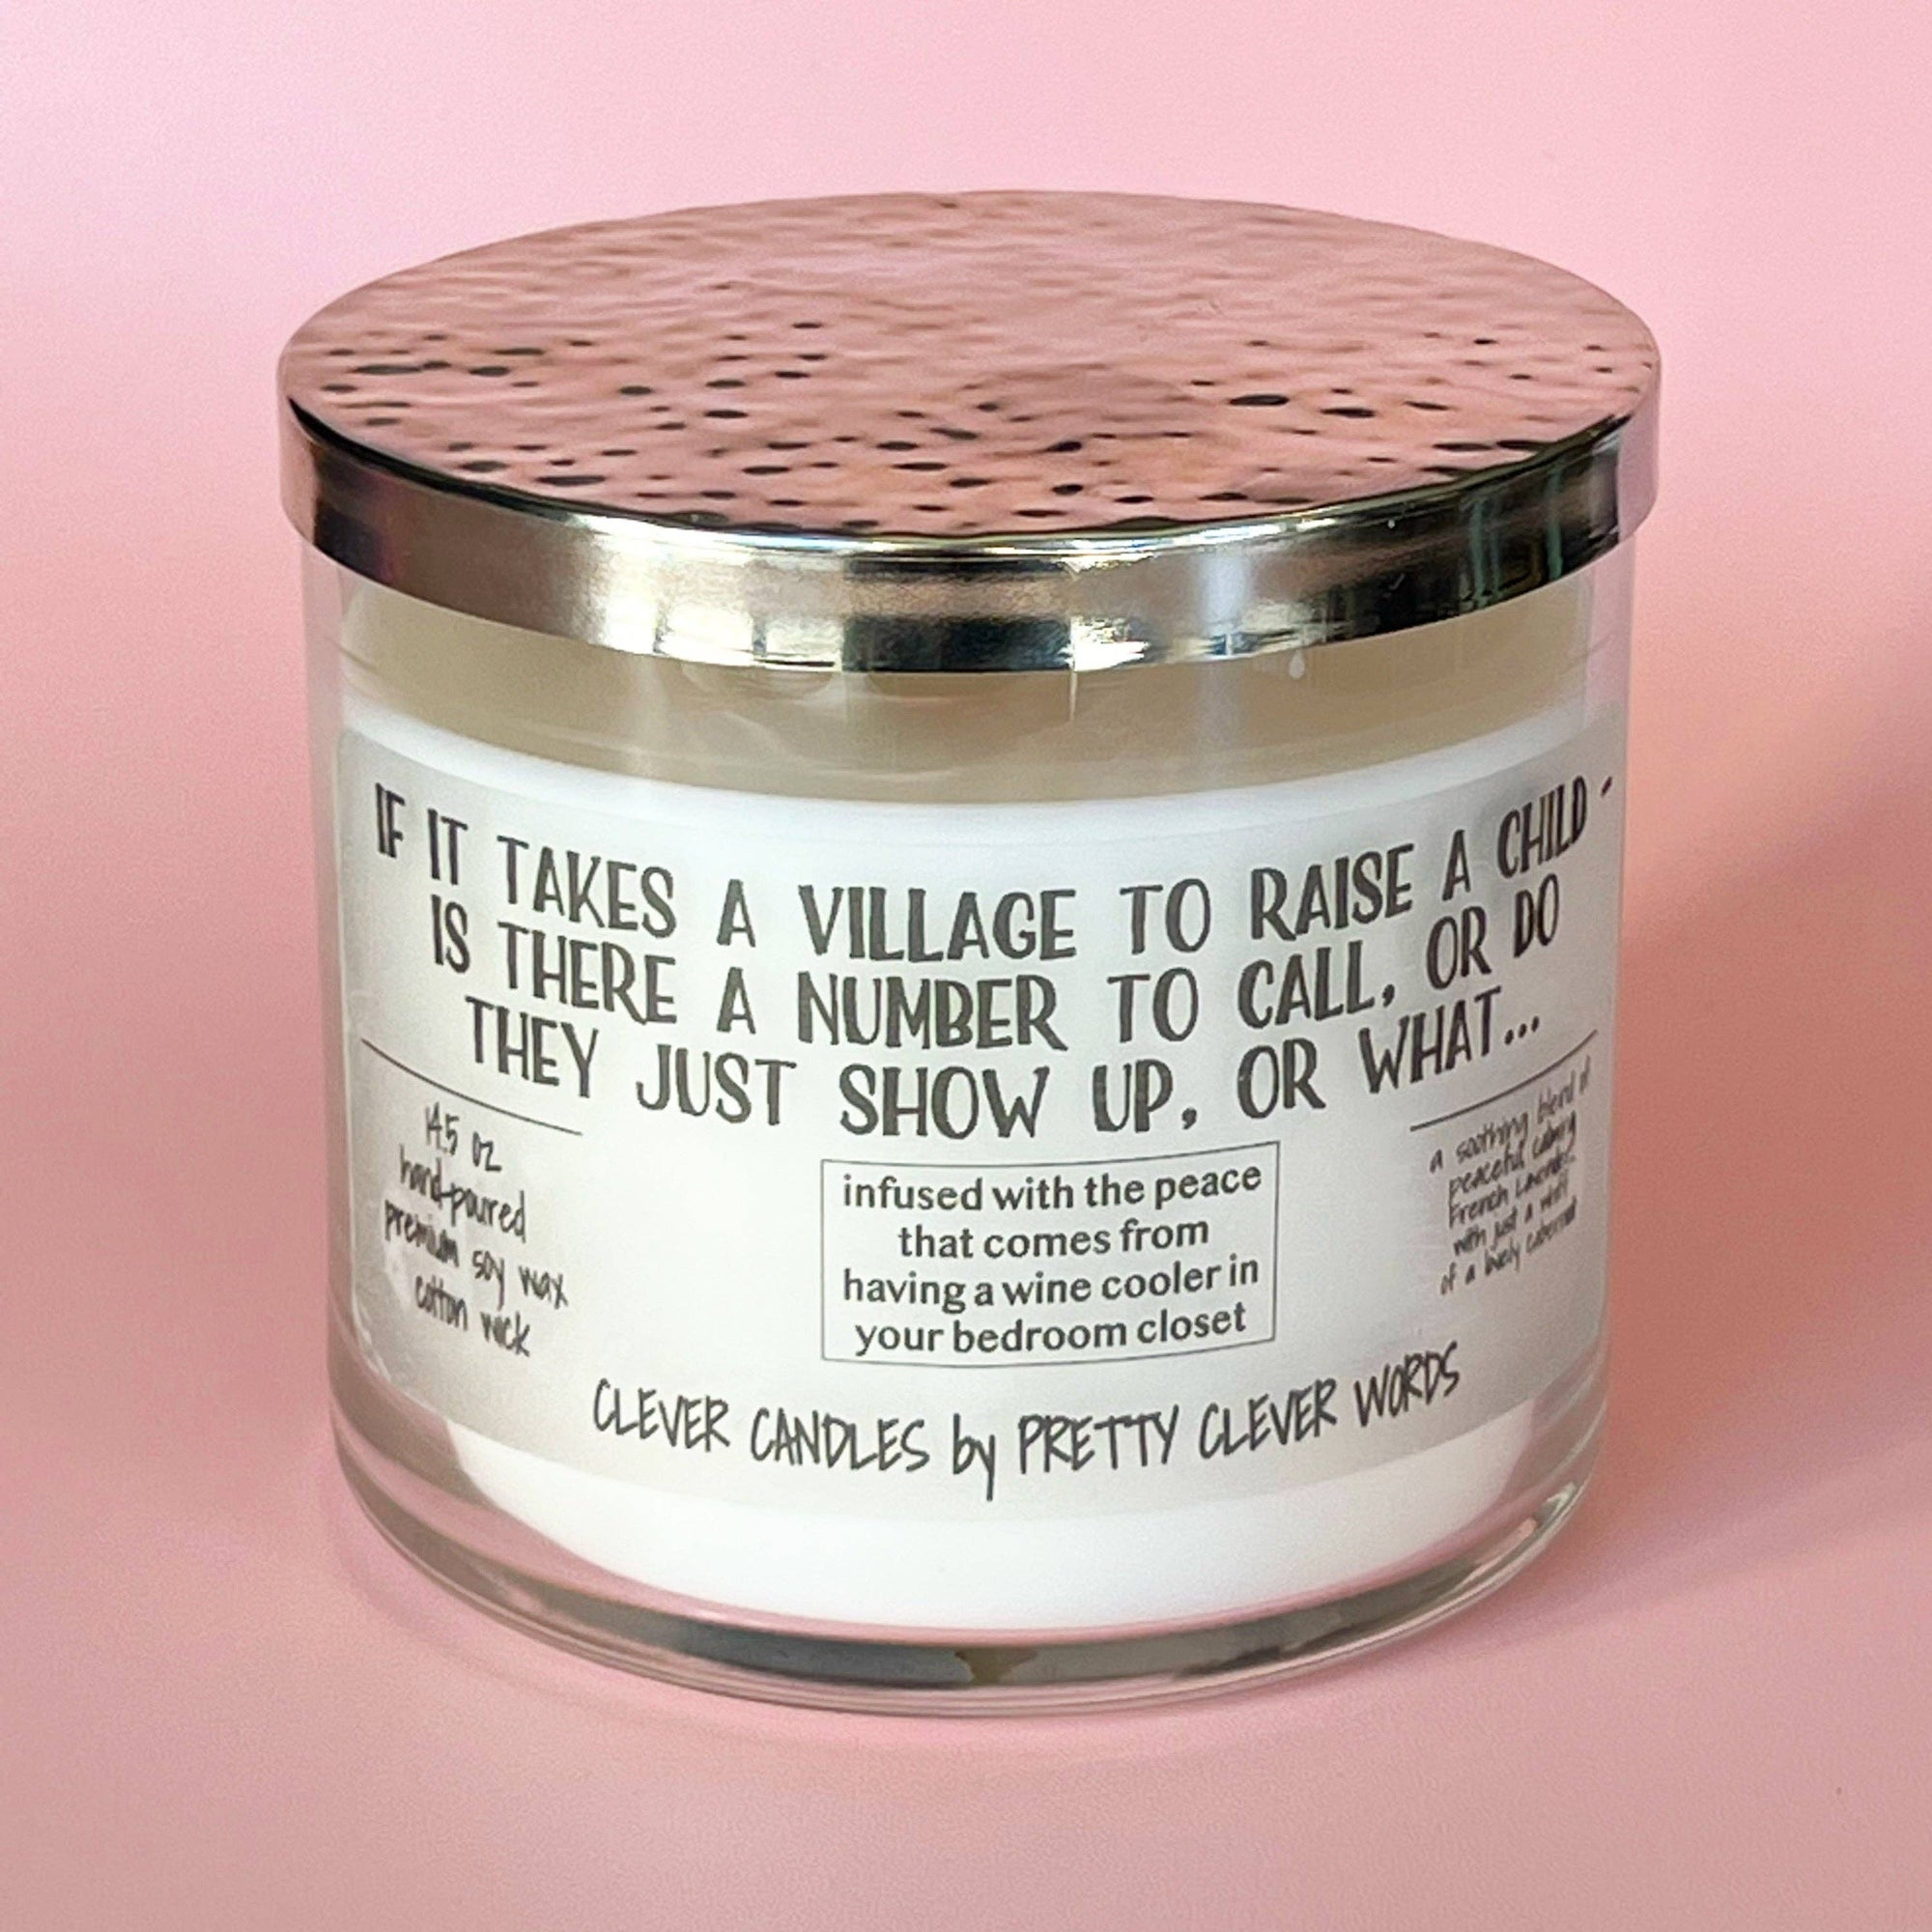 IF IT TAKES A VILLAGE TO RAISE A CHILD -
IS THERE A NUMBER TO CALL, OR DO
THEY JUST SHOW UP, OR WHAT...
14.5 oz
hand-poured
premium soy wax
cotton wick
infused with the peace
that comes from
having a wine cooler in
your bedroom closet
a soothing blend of
peaceful, calming
French Lavender
with just a whiff
of a lively cabernet
CLEVER CANDLES by PRETTY CLEVER WORDS